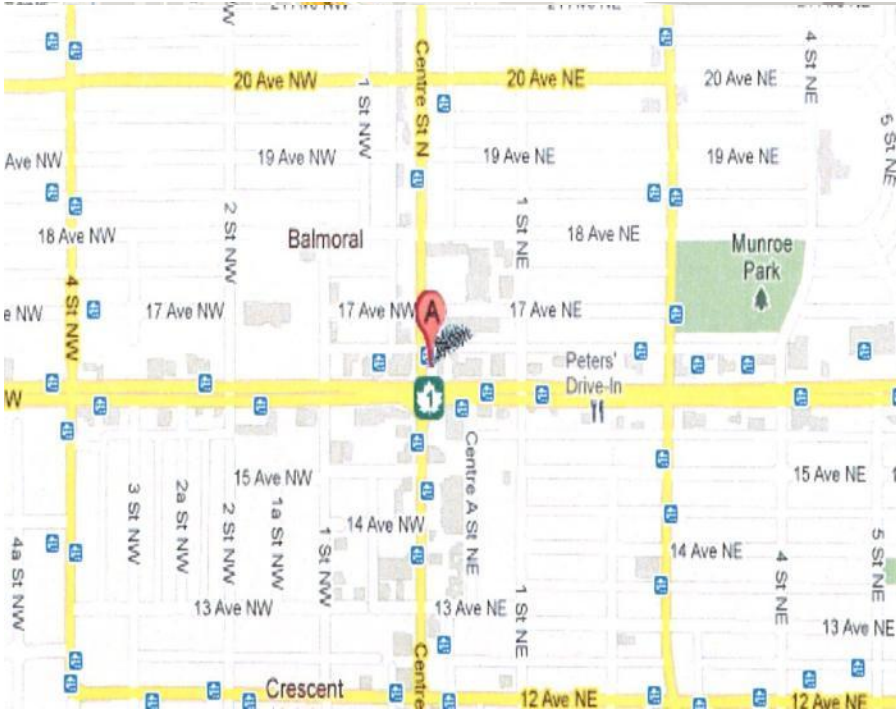 20 Ave NW
Centre St N
20 Ave NE
20 Ave NE
4 St NE
1 St NW
5 St NE
Ave NW
19 Ave NW
19 Ave NE
19 Ave NE
18 Ave NW
2 St NW
Balmoral
1 St NE
18 Ave NE
Munroe
Park
4 St NW
e NW
17 Ave NW
17 Ave NW
A
17 Ave NE
Peters'
Drive-In
W
1
Centre A St NE
15 Ave NW
15 Ave NE
3 St NW
2a St NW
2 St NW
1a St NW
1 St NW
14 Ave NW
14 Ave NE
4a St NW
4 St NE
5 St NE
13 Ave NW
13 Ave NE
1 St NE
13 Ave NE
Centre
Crescent
12 Ave NE
12 Ave NE